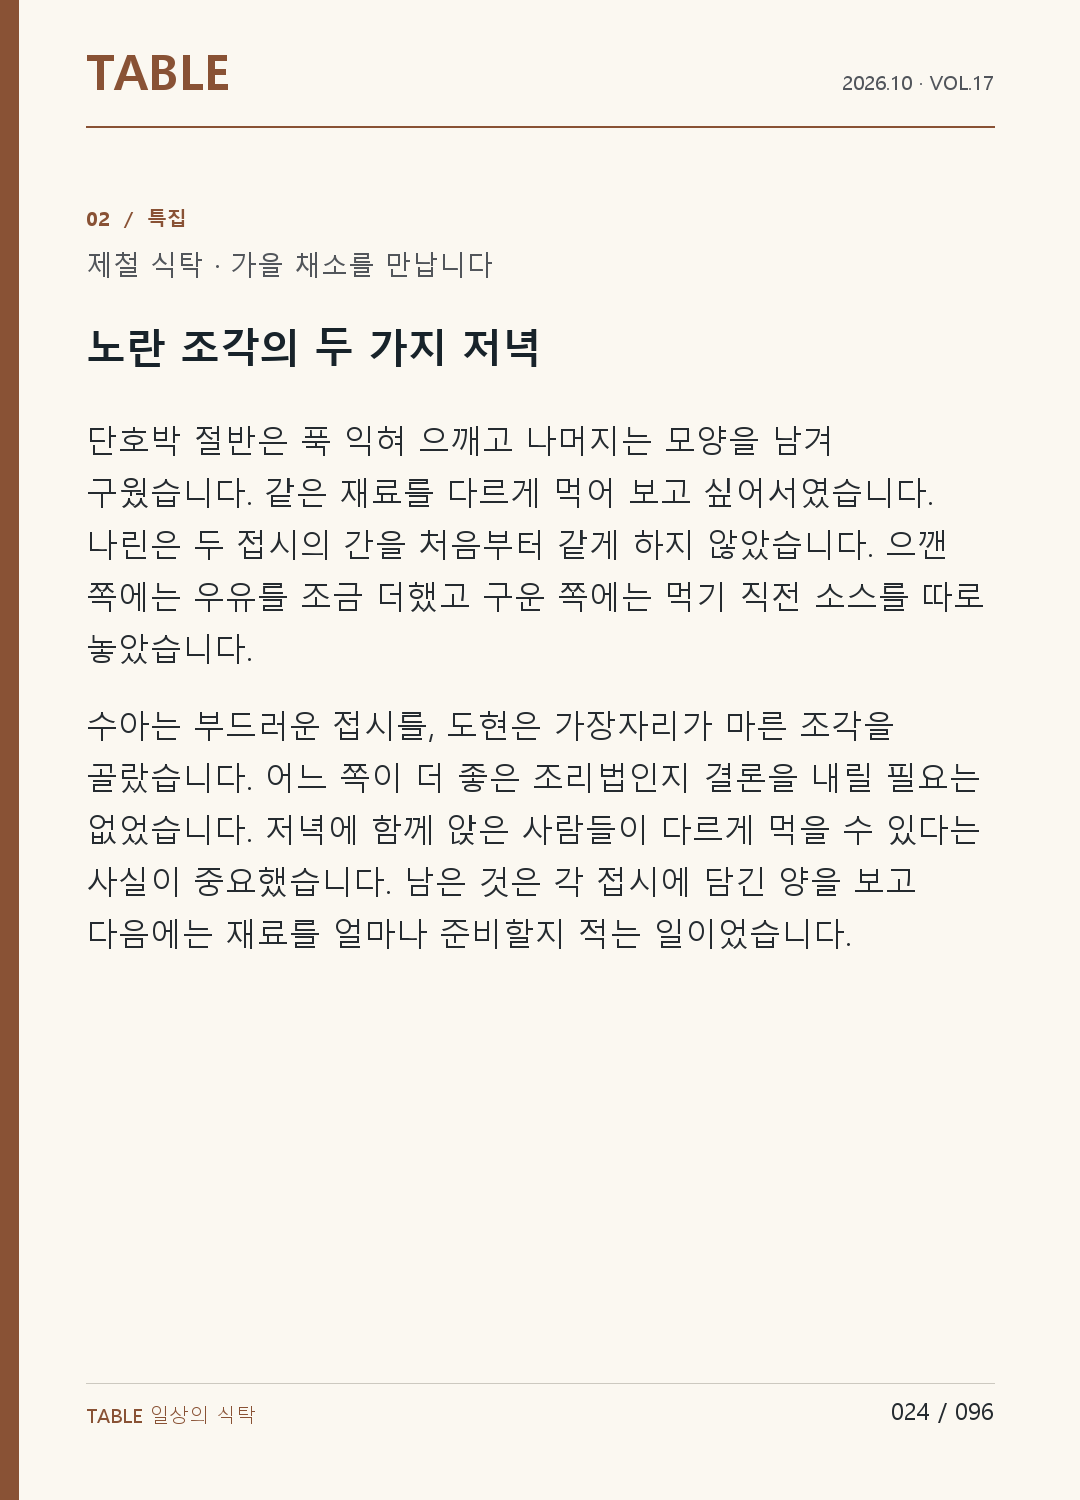 TABLE
2026.10 · VOL.17
02 / 특집
제철 식탁 · 가을 채소를 만납니다
노란 조각의 두 가지 저녁
단호박 절반은 푹 익혀 으깨고 나머지는 모양을 남겨
구웠습니다. 같은 재료를 다르게 먹어 보고 싶어서였습니다.
나린은 두 접시의 간을 처음부터 같게 하지 않았습니다. 으깬
쪽에는 우유를 조금 더했고 구운 쪽에는 먹기 직전 소스를 따로
놓았습니다.
수아는 부드러운 접시를, 도현은 가장자리가 마른 조각을
골랐습니다. 어느 쪽이 더 좋은 조리법인지 결론을 내릴 필요는
없었습니다. 저녁에 함께 앉은 사람들이 다르게 먹을 수 있다는
사실이 중요했습니다. 남은 것은 각 접시에 담긴 양을 보고
다음에는 재료를 얼마나 준비할지 적는 일이었습니다.
TABLE 일상의 식탁
024 / 096